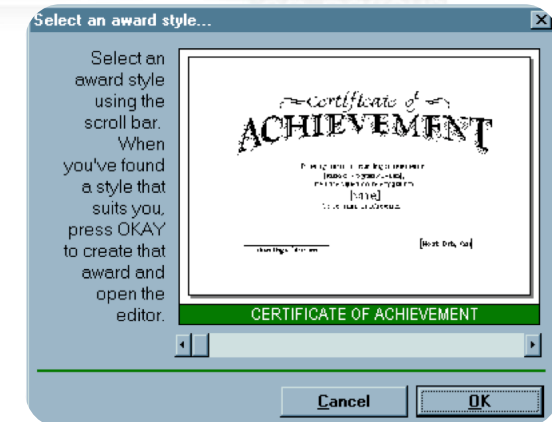 Select an award style...
Select an
award style
using the
scroll bar.
When
you've found
a style that
suits you,
press OKAY
to create that
award and
open the
editor.
Certificate of
ACHIEVEMENT
CERTIFICATE OF ACHIEVEMENT
Cancel
OK